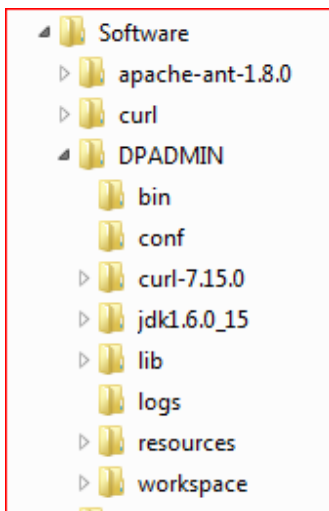 Software
apache-ant-1.8.0
curl
DPADMIN
bin
conf
curl-7.15.0
jdk1.6.0_15
lib
logs
resources
workspace